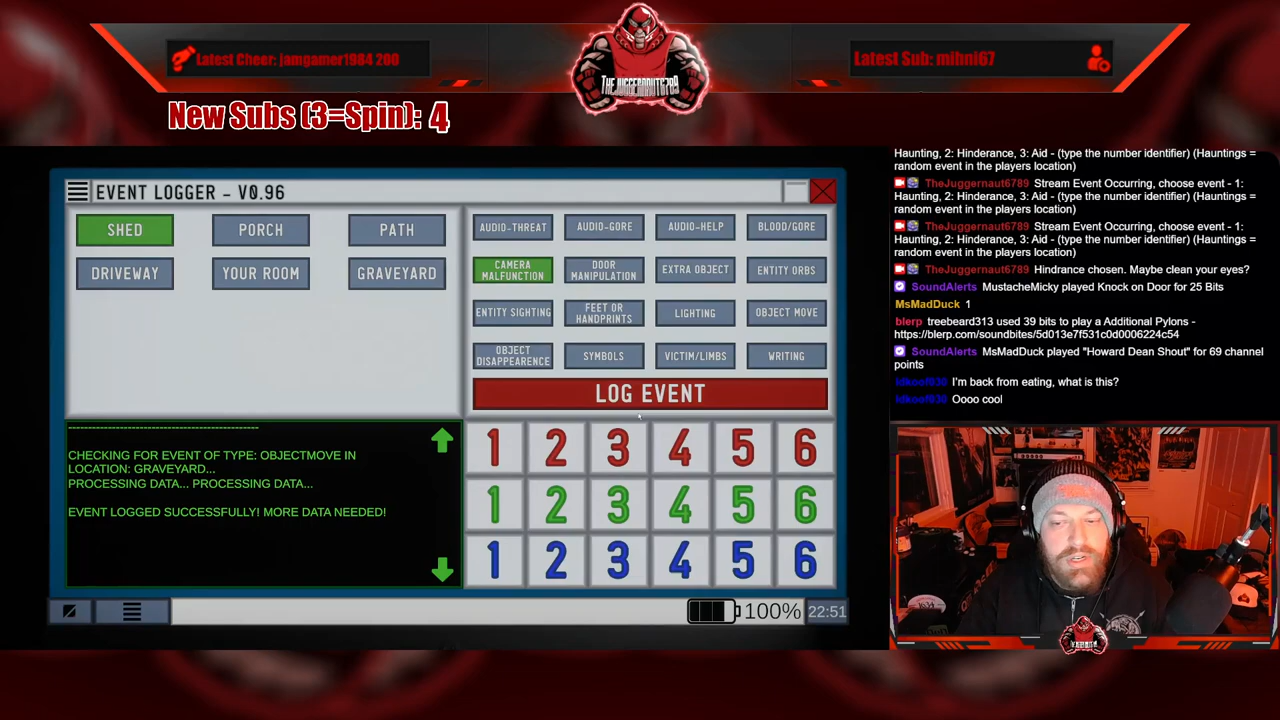 Latest Cheer: jamgamer1984 200
THEJUGGERNAUT6789
Latest Sub: mihni67
New Subs (3=Spin): 4
EVENT LOGGER - V0.96
SHED
PORCH
PATH
DRIVEWAY
YOUR ROOM
GRAVEYARD
AUDIO-THREAT
AUDIO-GORE
AUDIO-HELP
BLOOD/GORE
CAMERA
MALFUNCTION
DOOR
MANIPULATION
EXTRA OBJECT
ENTITY ORBS
ENTITY SIGHTING
FEET OR
HANDPRINTS
LIGHTING
OBJECT MOVE
OBJECT
DISAPPEARENCE
SYMBOLS
VICTIM/LIMBS
WRITING
LOG EVENT
--------------------------------------------------
CHECKING FOR EVENT OF TYPE: OBJECTMOVE IN
LOCATION: GRAVEYARD...
PROCESSING DATA... PROCESSING DATA...
EVENT LOGGED SUCCESSFULLY! MORE DATA NEEDED!
1 2 3 4 5 6
1 2 3 4 5 6
1 2 3 4 5 6
100% 22:51
Haunting, 2: Hinderance, 3: Aid - (type the number identifier) (Hauntings =
random event in the players location)
TheJuggernaut6789 Stream Event Occurring, choose event - 1:
Haunting, 2: Hinderance, 3: Aid - (type the number identifier) (Hauntings =
random event in the players location)
TheJuggernaut6789 Stream Event Occurring, choose event - 1:
Haunting, 2: Hinderance, 3: Aid - (type the number identifier) (Hauntings =
random event in the players location)
TheJuggernaut6789 Hindrance chosen. Maybe clean your eyes?
SoundAlerts MustacheMicky played Knock on Door for 25 Bits
MsMadDuck 1
blerp treebeard313 used 39 bits to play a Additional Pylons -
https://blerp.com/soundbites/5d013e7f531c0d0006224c54
SoundAlerts MsMadDuck played "Howard Dean Shout" for 69 channel
points
Idkoof030 I'm back from eating, what is this?
Idkoof030 Oooo cool